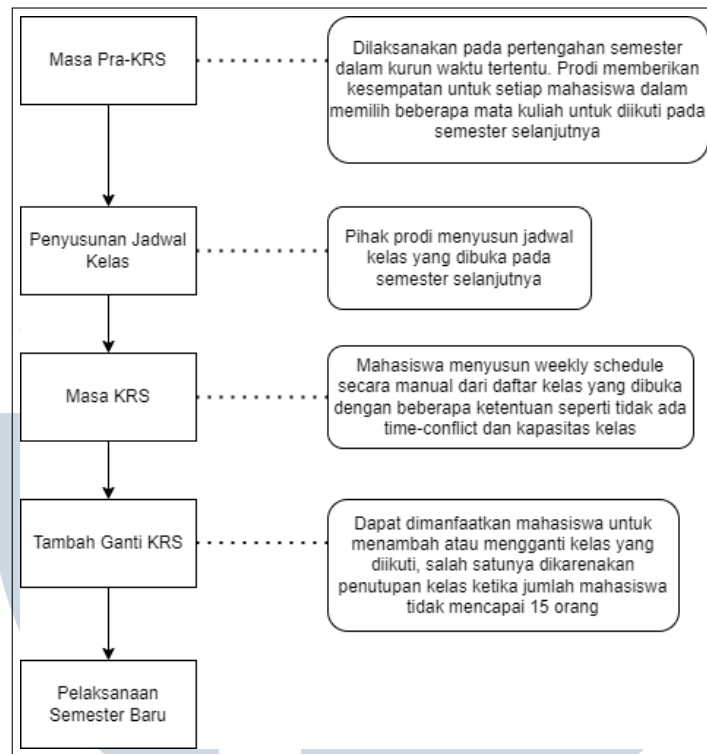 Masa Pra-KRS
Dilaksanakan pada pertengahan semester
dalam kurun waktu tertentu. Prodi memberikan
kesempatan untuk setiap mahasiswa dalam
memilih beberapa mata kuliah untuk diikuti pada
semester selanjutnya
Penyusunan Jadwal
Kelas
Pihak prodi menyusun jadwal
kelas yang dibuka pada
semester selanjutnya
Masa KRS
Mahasiswa menyusun weekly schedule
secara manual dari daftar kelas yang dibuka
dengan beberapa ketentuan seperti tidak ada
time-conflict dan kapasitas kelas
Tambah Ganti KRS
Dapat dimanfaatkan mahasiswa untuk
menambah atau mengganti kelas yang
diikuti, salah satunya dikarenakan
penutupan kelas ketika jumlah mahasiswa
tidak mencapai 15 orang
Pelaksanaan
Semester Baru